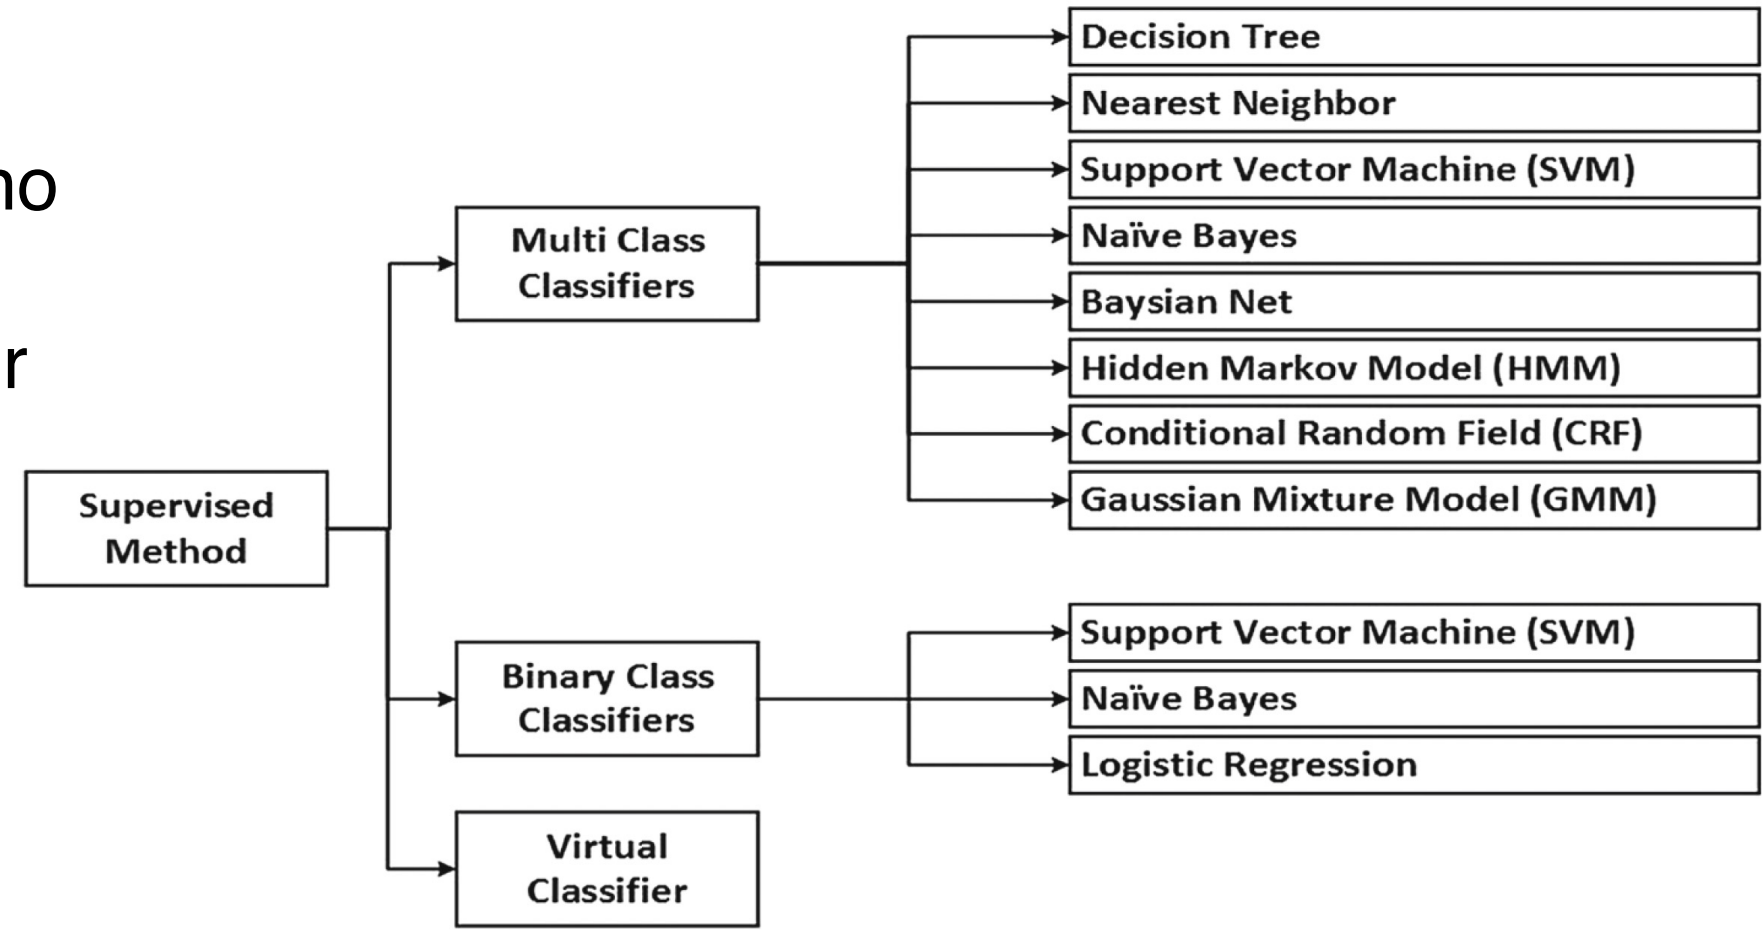 no
r
Supervised
Method
Multi Class
Classifiers
Decision Tree
Nearest Neighbor
Support Vector Machine (SVM)
Naïve Bayes
Baysian Net
Hidden Markov Model (HMM)
Conditional Random Field (CRF)
Gaussian Mixture Model (GMM)
Binary Class
Classifiers
Support Vector Machine (SVM)
Naïve Bayes
Logistic Regression
Virtual
Classifier